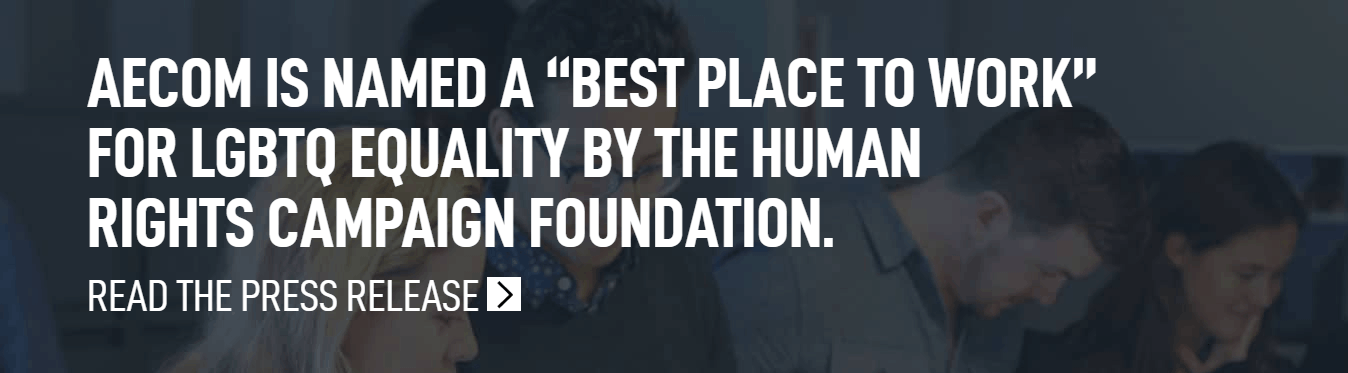 AECOM IS NAMED A “BEST PLACE TO WORK”
FOR LGBTQ EQUALITY BY THE HUMAN
RIGHTS CAMPAIGN FOUNDATION.
READ THE PRESS RELEASE